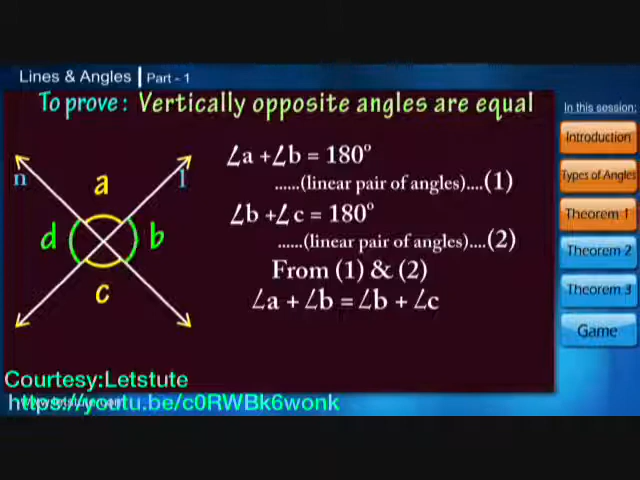 Lines & Angles | Part - 1
To prove : Vertically opposite angles are equal
In this session:
Introduction
Types of Angles
Theorem 1
Theorem 2
Theorem 3
Game
n
l
a
d
b
c
∠a +∠b = 180°
......(linear pair of angles)....(1)
∠b +∠c = 180°
......(linear pair of angles)....(2)
From (1) & (2)
∠a + ∠b = ∠b + ∠c
Courtesy:Letstute
https://youtu.be/c0RWBk6wonk